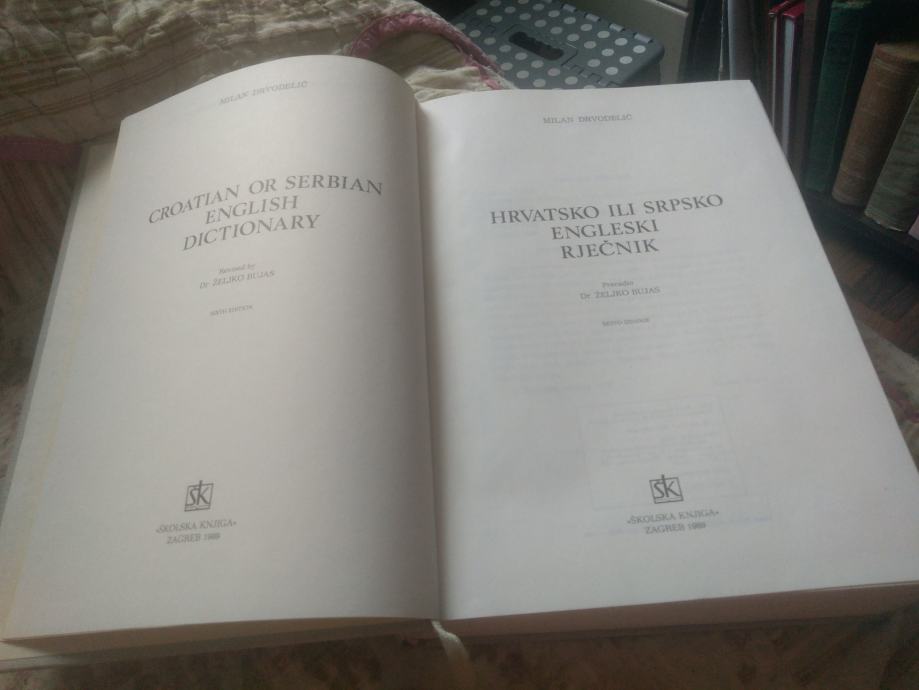 MILAN DRVODELIĆ
CROATIAN OR SERBIAN
ENGLISH
DICTIONARY
Revised by
Dr ŽELJKO BUJAS
SIXTH EDITION
ŠK
«ŠKOLSKA KNJIGA»
ZAGREB 1989
MILAN DRVODELIĆ
HRVATSKO ILI SRPSKO
ENGLESKI
RJEČNIK
Preradio
Dr ŽELJKO BUJAS
ŠESTO IZDANJE
ŠK
«ŠKOLSKA KNJIGA»
ZAGREB 1989